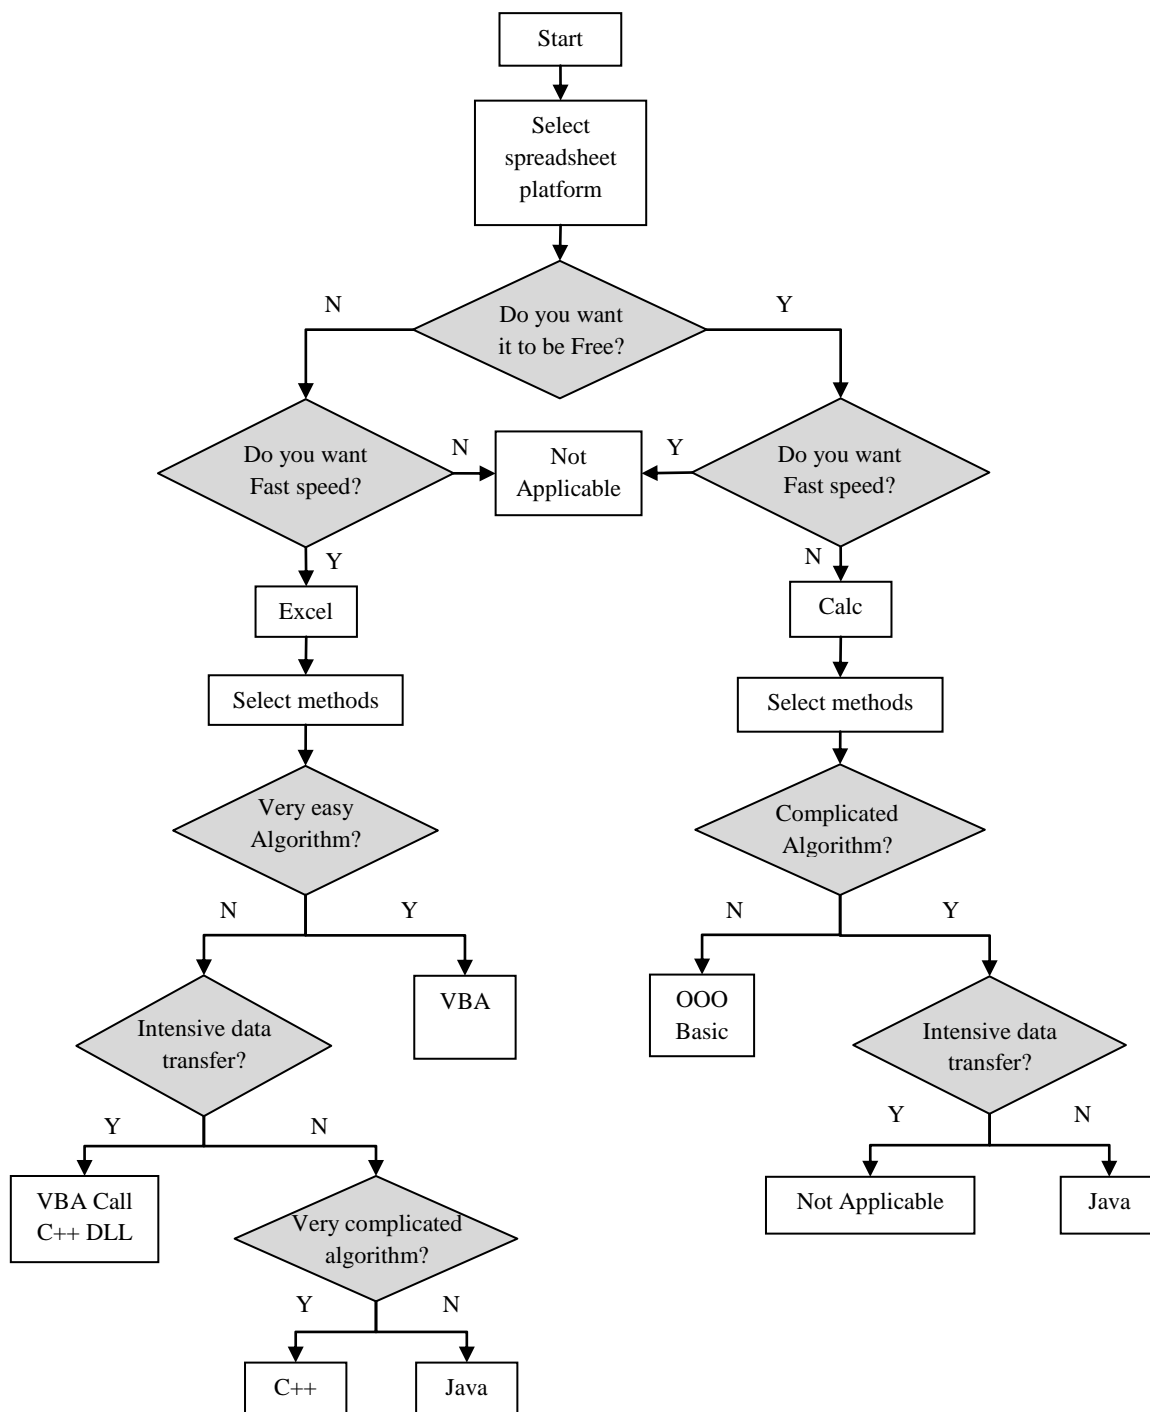 Start
Select
spreadsheet
platform
N
Y
Do you want
it to be Free?
Do you want
Fast speed?
N
Not
Applicable
Y
Do you want
Fast speed?
Y
N
Excel
Calc
Select methods
Select methods
Very easy
Algorithm?
Complicated
Algorithm?
N
Y
N
Y
VBA
OOO
Basic
Intensive data
transfer?
Intensive data
transfer?
Y
N
Y
N
VBA Call
C++ DLL
Not Applicable
Java
Very complicated
algorithm?
Y
N
C++
Java